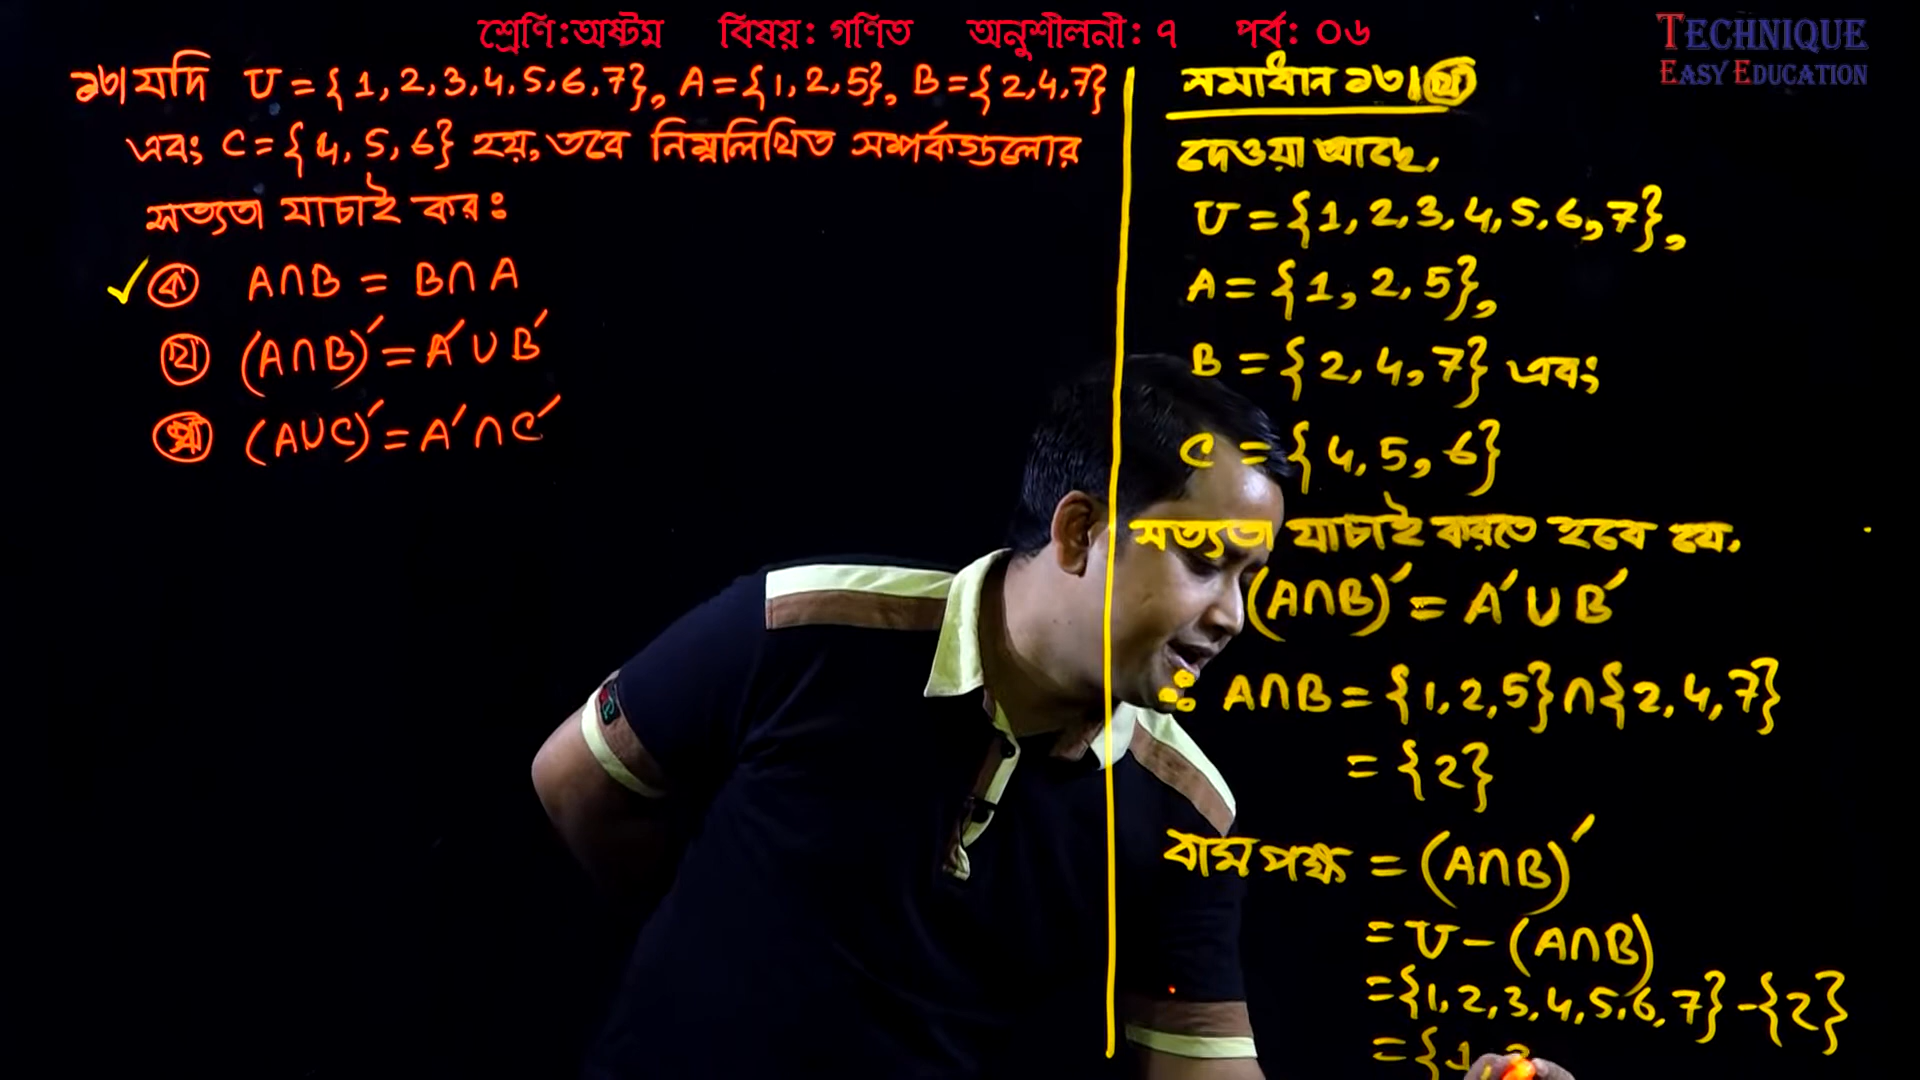 শ্রেণি:অষ্টম বিষয়: গণিত অনুশীলনী: ৭ পর্ব: ০৬
TECHNIQUE
EASY EDUCATION
১৩। যদি U = {1, 2, 3, 4, 5, 6, 7}, A = {1, 2, 5}, B = {2, 4, 7}
এবং C = {4, 5, 6} হয়, তবে নিম্নলিখিত সম্পর্কগুলোর
সত্যতা যাচাই কর:
✓ ক A∩B = B∩A
খ (A∩B)′ = A′∪B′
গ (A∪C)′ = A′∩C′
সমাধান ১৩।খ
দেওয়া আছে,
U = {1, 2, 3, 4, 5, 6, 7},
A = {1, 2, 5},
B = {2, 4, 7} এবং
C = {4, 5, 6}
সত্যতা যাচাই করতে হবে যে,
(A∩B)′ = A′∪B′
∴ A∩B = {1, 2, 5}∩{2, 4, 7}
= {2}
বামপক্ষ = (A∩B)′
= U − (A∩B)
= {1, 2, 3, 4, 5, 6, 7} − {2}
= {1,